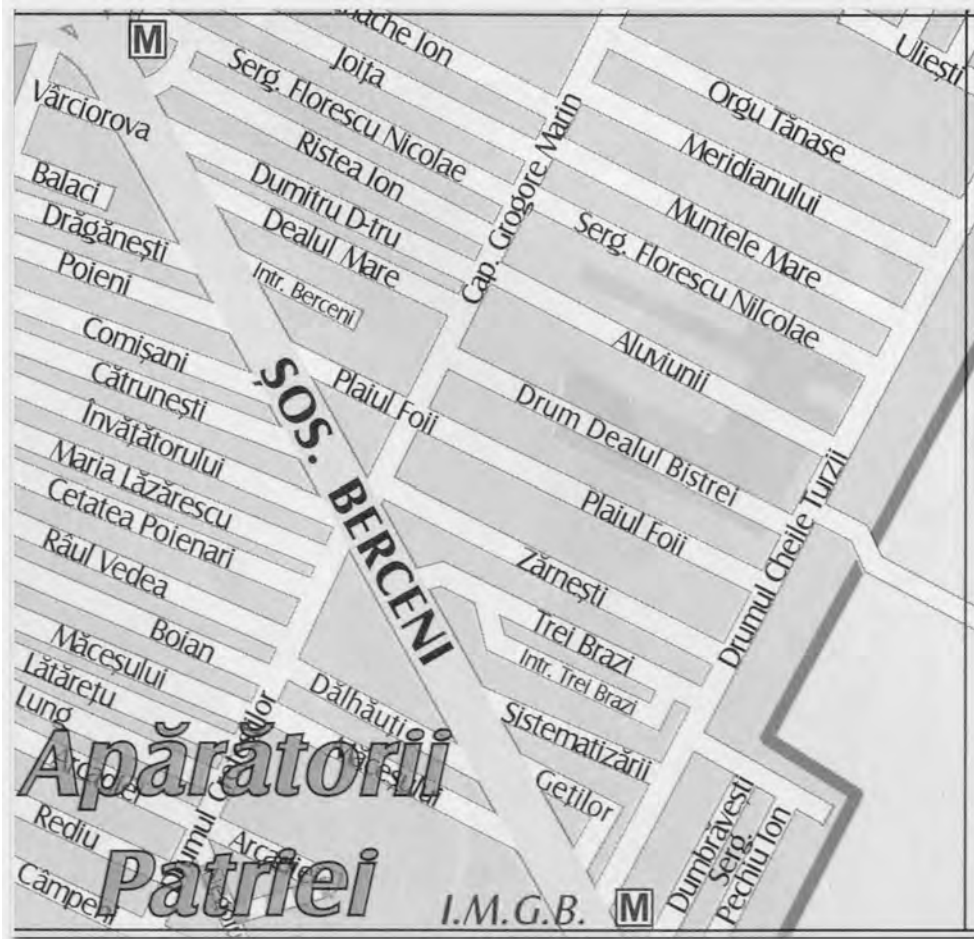 M
Joița
Uliești
Serg. Florescu Nicolae
Orgu Tănase
Vârciorova
Ristea Ion
Cap. Grogore Marin
Meridianului
Balaci
Dumitru D-tru
Muntele Mare
Drăgănești
Dealul Mare
Serg. Florescu Nilcolae
Poieni
Intr. Berceni
Comișani
ȘOS. BERCENI
Aluviunii
Cătrunești
Plaiul Foii
Drum Dealul Bistrei
Învățătorului
Maria Lăzărescu
Plaiul Foii
Drumul Cheile Turzii
Cetatea Poienari
Râul Vedea
Zărnești
Boian
Trei Brazi
Măceșului
Intr. Trei Brazi
Lătărețu
Dălhăuți
Sistematizării
Lung
Apărătorii
Patriei
Geților
Rediu
Dumbrăvești
Serg.
Pechiu Ion
Câmpeni
I.M.G.B.
M